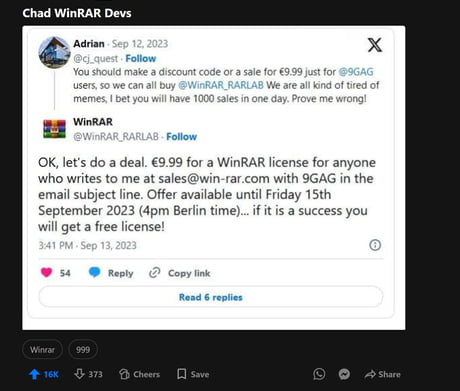 Chad WinRAR Devs
Adrian · Sep 12, 2023
@cj_quest · Follow
X
You should make a discount code or a sale for €9.99 just for @9GAG
users, so we can all buy @WinRAR_RARLAB We are all kind of tired of
memes, I bet you will have 1000 sales in one day. Prove me wrong!
WinRAR
@WinRAR_RARLAB · Follow
OK, let's do a deal. €9.99 for a WinRAR license for anyone
who writes to me at sales@win-rar.com with 9GAG in the
email subject line. Offer available until Friday 15th
September 2023 (4pm Berlin time)... if it is a success you
will get a free license!
3:41 PM · Sep 13, 2023
54 Reply Copy link
Read 6 replies
Winrar 999
16K 373 Cheers Save Share